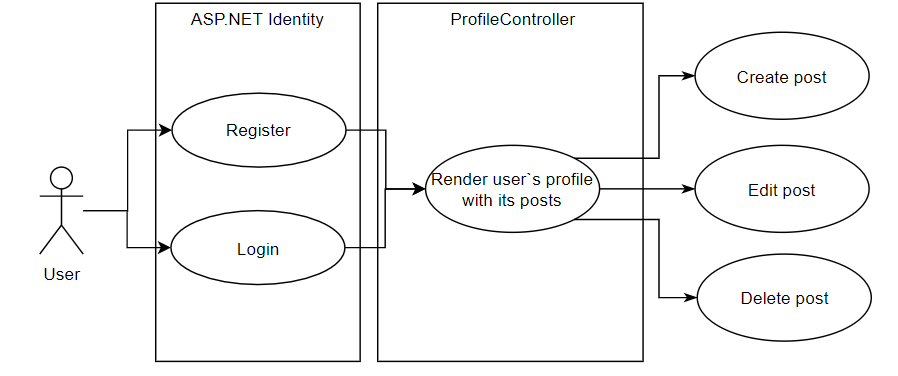 ASP.NET Identity
ProfileController
Create post
Register
Render user`s profile
with its posts
Edit post
Login
User
Delete post